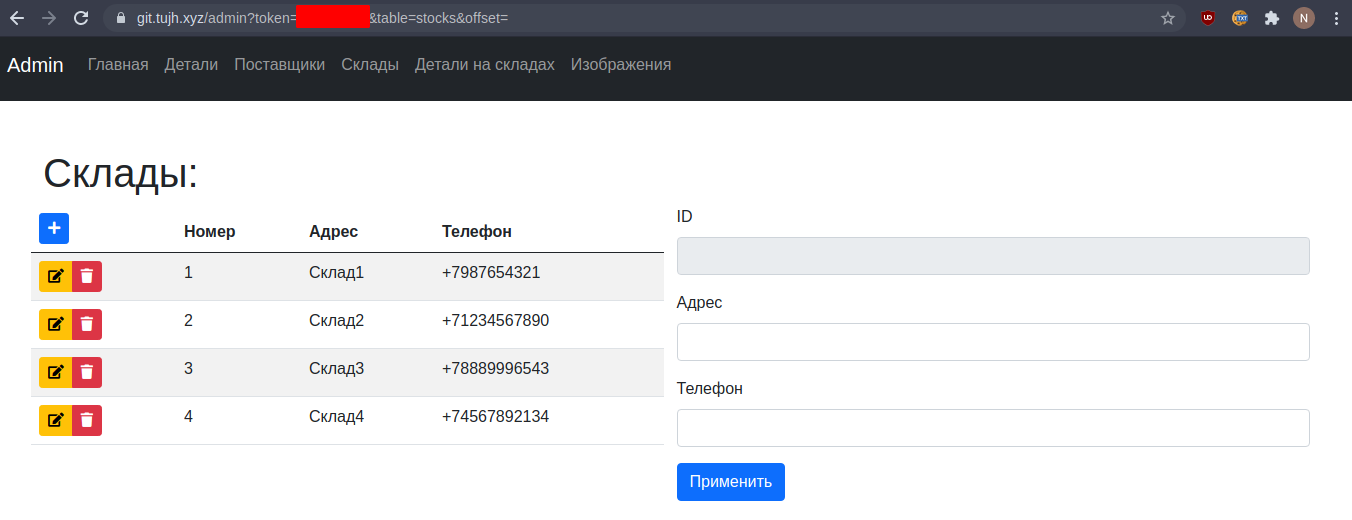 git.tujh.xyz/admin?token= &table=stocks&offset=
N
Admin Главная Детали Поставщики Склады Детали на складах Изображения
Склады:
Номер Адрес Телефон
1 Склад1 +7987654321
2 Склад2 +71234567890
3 Склад3 +78889996543
4 Склад4 +74567892134
ID
Адрес
Телефон
Применить